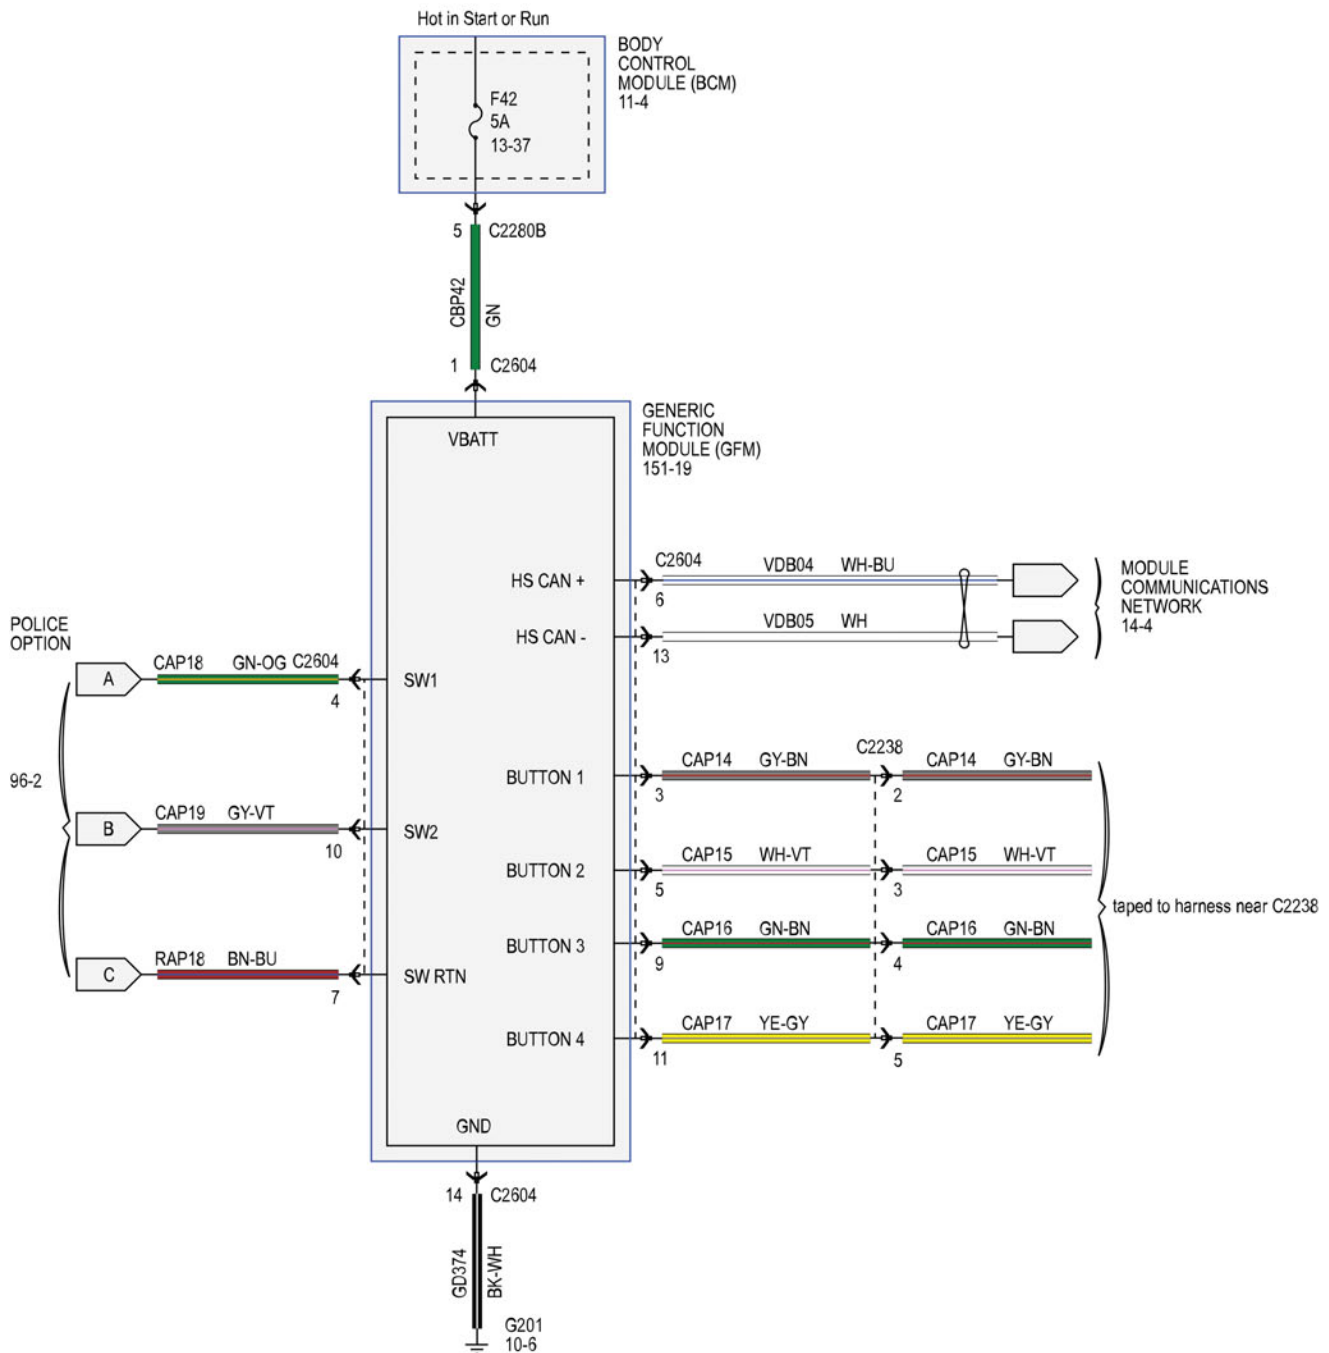 Hot in Start or Run
BODY
CONTROL
MODULE (BCM)
11-4
F42
5A
13-37
5 C2280B
CBP42
GN
1 C2604
GENERIC
FUNCTION
MODULE (GFM)
151-19
VBATT
HS CAN +
C2604
6
VDB04 WH-BU
HS CAN -
13
VDB05 WH
MODULE
COMMUNICATIONS
NETWORK
14-4
POLICE
OPTION
96-2
A
CAP18 GN-OG C2604
4
SW1
B
CAP19 GY-VT
10
SW2
C
RAP18 BN-BU
7
SW RTN
BUTTON 1
3
CAP14 GY-BN
C2238
2
CAP14 GY-BN
BUTTON 2
5
CAP15 WH-VT
3
CAP15 WH-VT
BUTTON 3
9
CAP16 GN-BN
4
CAP16 GN-BN
BUTTON 4
11
CAP17 YE-GY
5
CAP17 YE-GY
taped to harness near C2238
GND
14 C2604
GD374
BK-WH
G201
10-6